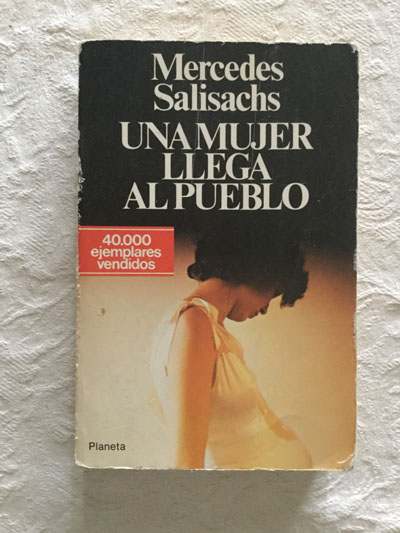 Mercedes
Salisachs
UNA MUJER
LLEGA
AL PUEBLO
40.000
ejemplares
vendidos
Planeta